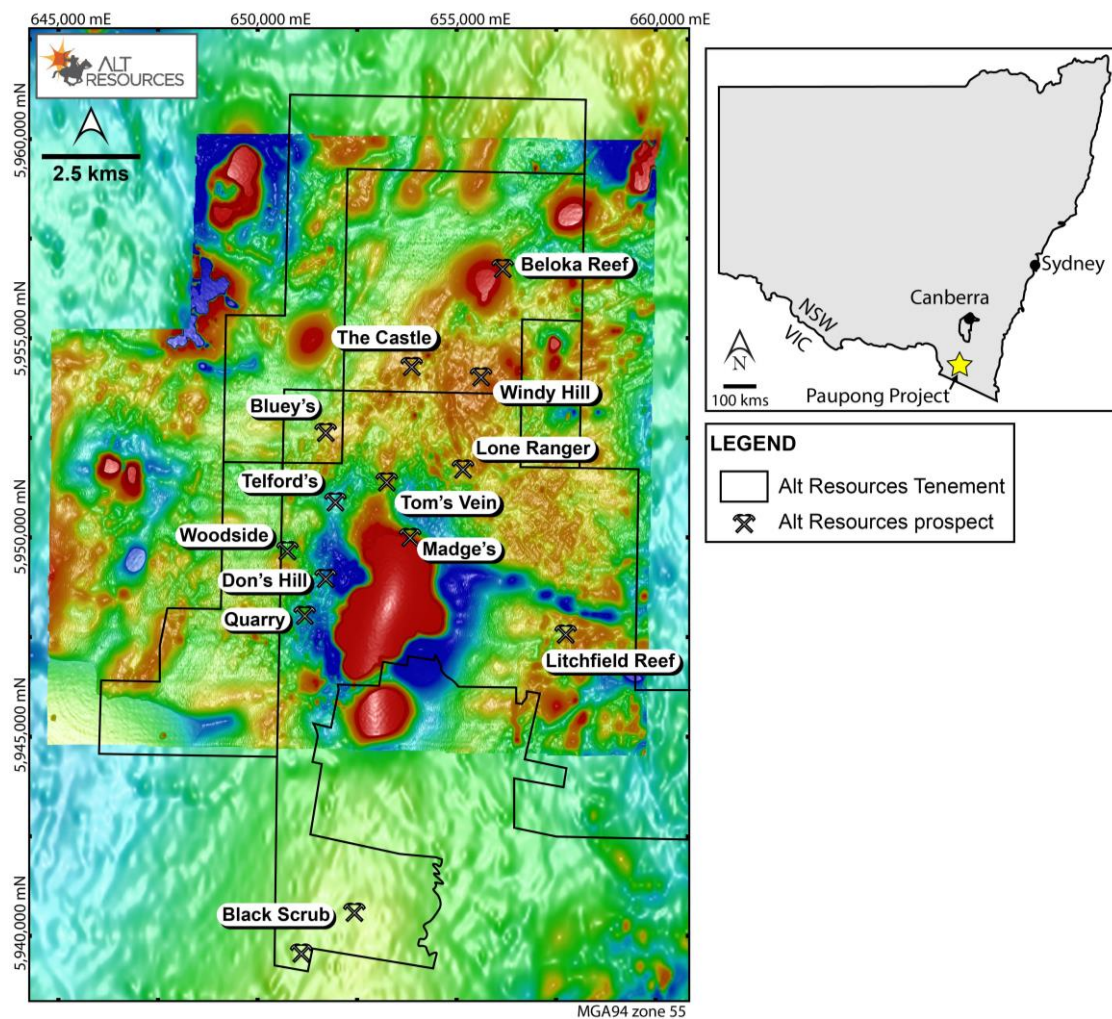 645,000 mE
650,000 mE
655,000 mE
660,000 mE
ALT
RESOURCES
2.5 kms
5,960,000 mN
5,955,000 mN
5,950,000 mN
5,945,000 mN
5,940,000 mN
Beloka Reef
The Castle
Windy Hill
Bluey's
Lone Ranger
Telford's
Tom's Vein
Woodside
Madge's
Don's Hill
Quarry
Litchfield Reef
Black Scrub
MGA94 zone 55
Sydney
Canberra
NSW
VIC
N
100 kms
Paupong Project
LEGEND
Alt Resources Tenement
Alt Resources prospect